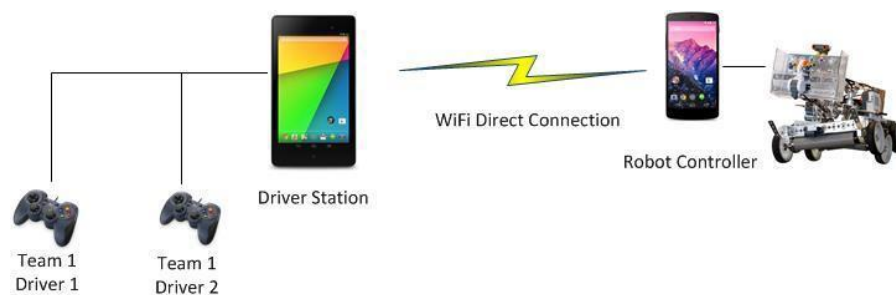 WiFi Direct Connection
Robot Controller
Driver Station
Team 1
Driver 1
Team 1
Driver 2